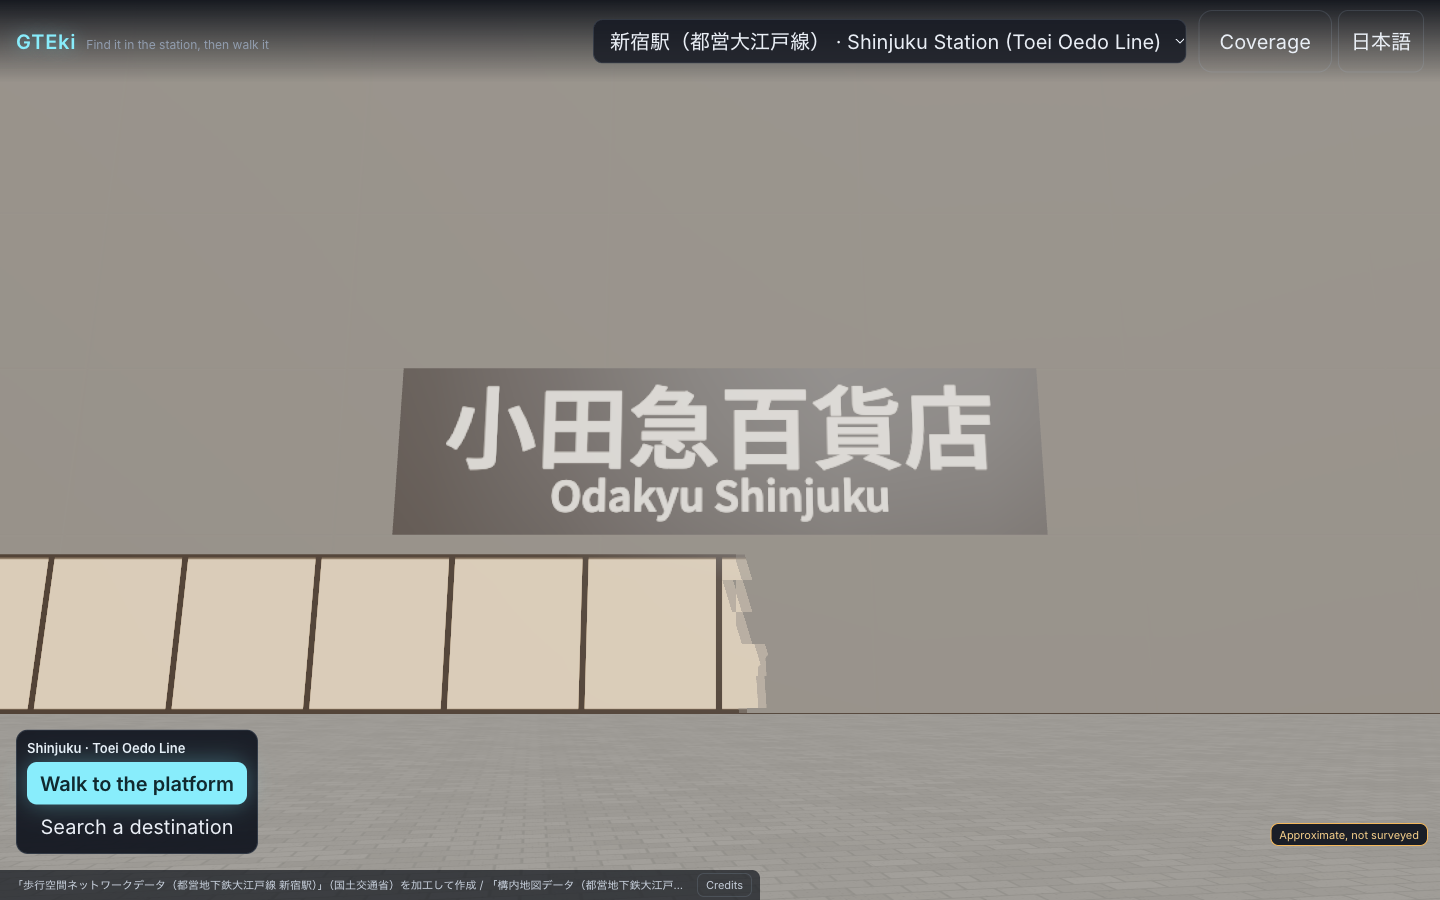 GTEki Find it in the station, then walk it
新宿駅（都営大江戸線） · Shinjuku Station (Toei Oedo Line)
Coverage
日本語
小田急百貨店
Odakyu Shinjuku
Shinjuku · Toei Oedo Line
Walk to the platform
Search a destination
Approximate, not surveyed
「歩行空間ネットワークデータ（都営地下鉄大江戸線 新宿駅）」（国土交通省）を加工して作成 / 「構内地図データ（都営地下鉄大江戸...
Credits